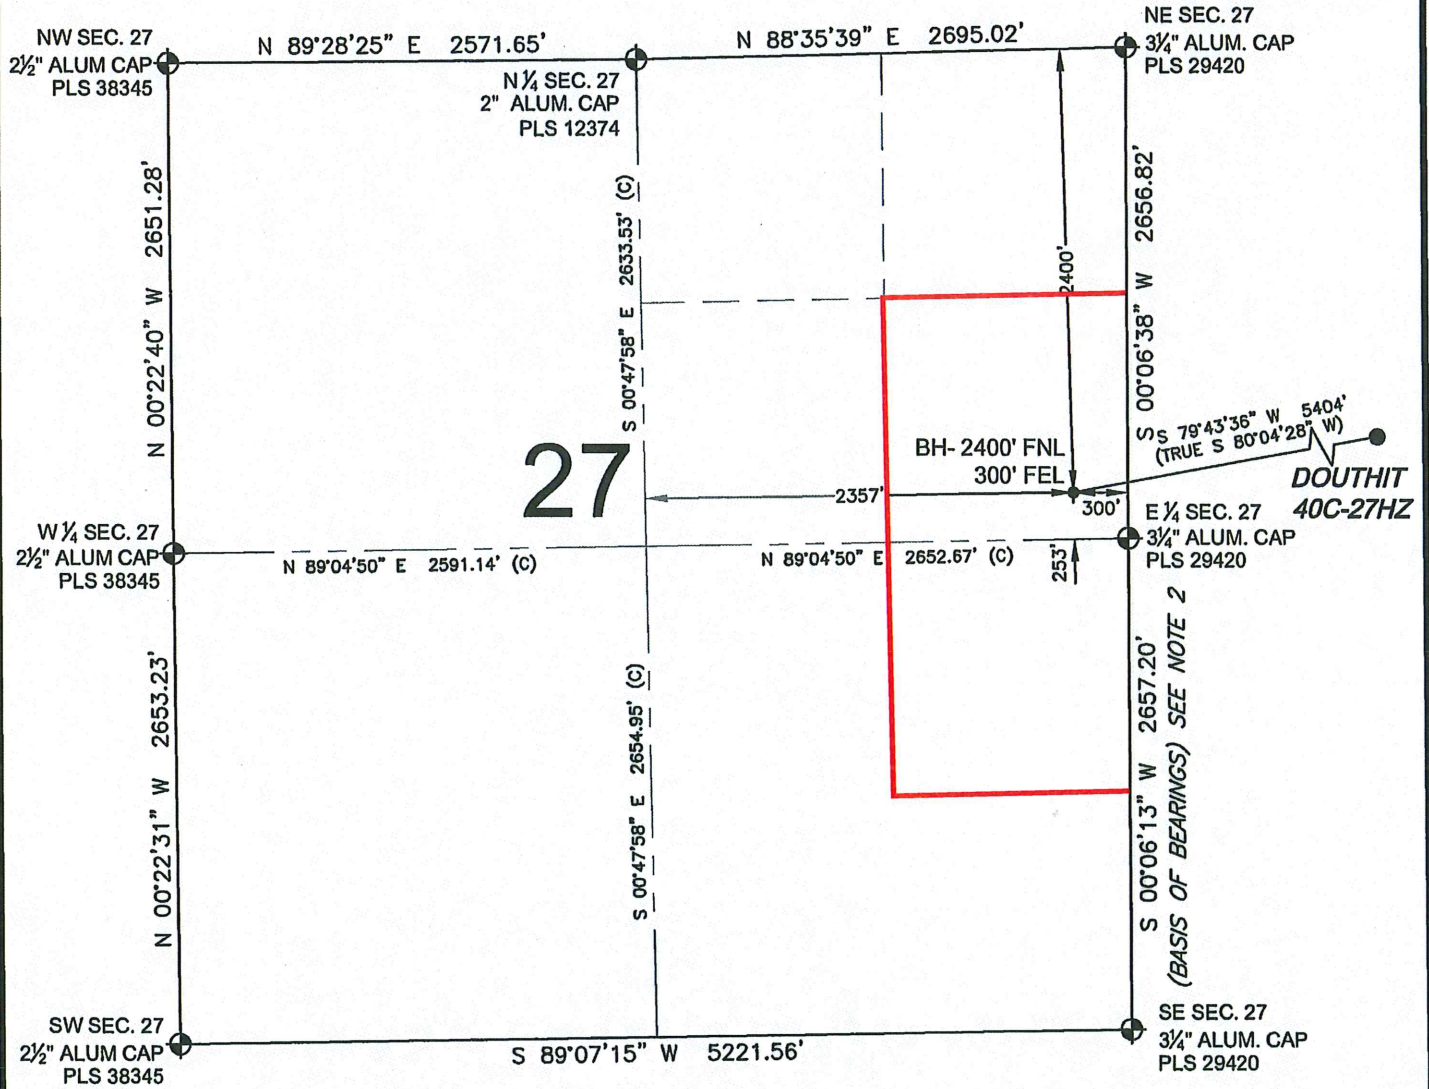 NW SEC. 27
2½" ALUM CAP
PLS 38345
N 89°28'25" E 2571.65'
N ¼ SEC. 27
2" ALUM. CAP
PLS 12374
N 88°35'39" E 2695.02'
NE SEC. 27
3¼" ALUM. CAP
PLS 29420
N 00°22'40" W 2651.28'
S 00°47'58" E 2633.53' (C)
2400'
S 00°06'38" W 2656.82'
27
BH- 2400' FNL
300' FEL
S 79°43'36" W 5404'
(TRUE S 80°04'28" W)
DOUTHIT
40C-27HZ
2357'
300'
W ¼ SEC. 27
2½" ALUM CAP
PLS 38345
N 89°04'50" E 2591.14' (C)
N 89°04'50" E 2652.67' (C)
253'
E ¼ SEC. 27
3¼" ALUM. CAP
PLS 29420
N 00°22'31" W 2653.23'
S 00°47'58" E 2654.95' (C)
S 00°06'13" W 2657.20'
(BASIS OF BEARINGS) SEE NOTE 2
SW SEC. 27
2½" ALUM CAP
PLS 38345
S 89°07'15" W 5221.56'
SE SEC. 27
3¼" ALUM. CAP
PLS 29420